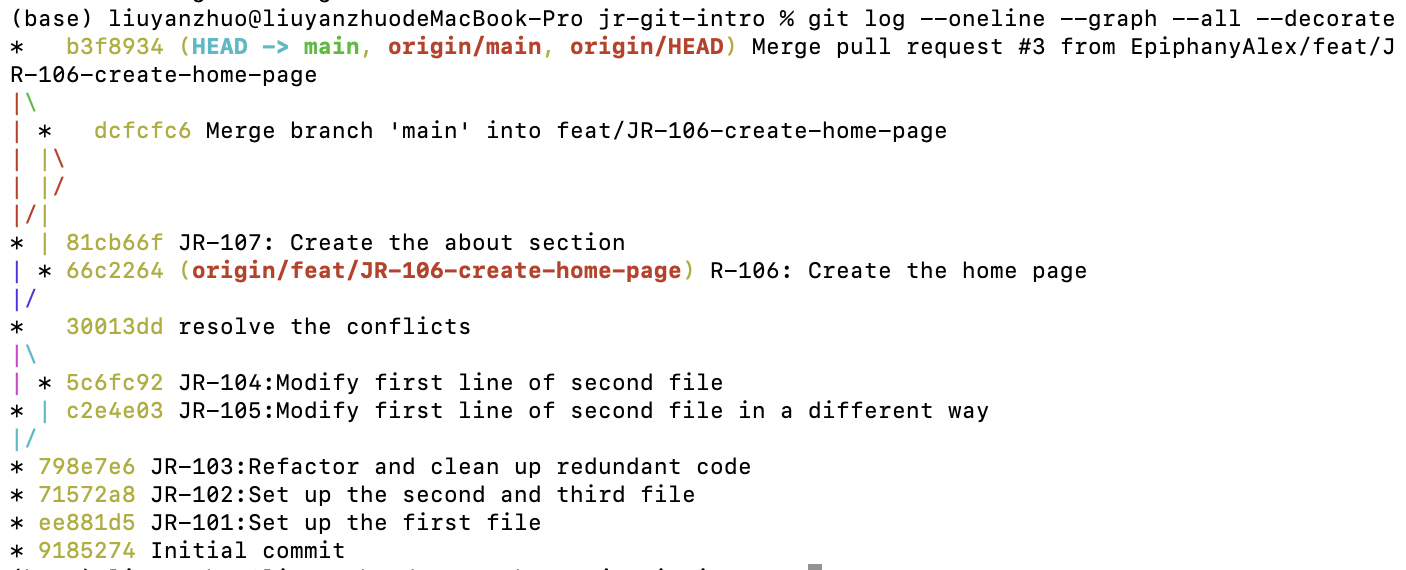 (base) liuyanzhuo@liuyanzhuodeMacBook-Pro jr-git-intro % git log --oneline --graph --all --decorate
*   b3f8934 (HEAD -> main, origin/main, origin/HEAD) Merge pull request #3 from EpiphanyAlex/feat/J
R-106-create-home-page
|\
| *   dcfcfc6 Merge branch 'main' into feat/JR-106-create-home-page
| |\
| |/
|/|
* | 81cb66f JR-107: Create the about section
| * 66c2264 (origin/feat/JR-106-create-home-page) R-106: Create the home page
|/
*   30013dd resolve the conflicts
|\
| * 5c6fc92 JR-104:Modify first line of second file
* | c2e4e03 JR-105:Modify first line of second file in a different way
|/
* 798e7e6 JR-103:Refactor and clean up redundant code
* 71572a8 JR-102:Set up the second and third file
* ee881d5 JR-101:Set up the first file
* 9185274 Initial commit